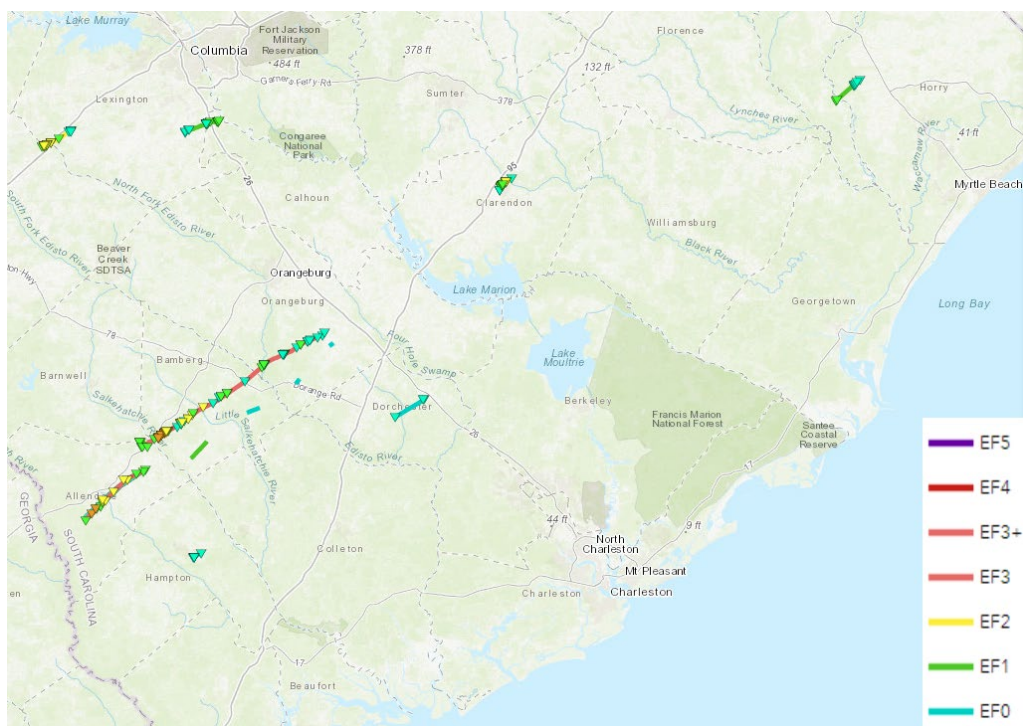 Lake Murray
Columbia
Fort Jackson
Military
Reservation
484 ft
378 ft
Garners Ferry Rd
Florence
132 ft
Lexington
Sumter
378
Lynches River
Horry
41 ft
Waccamaw River
Congaree
National
Park
95
Myrtle Beach
26
North Fork Edisto River
South Fork Edisto River
Calhoun
Clarendon
Williamsburg
Black River
Beaver
Creek
SDTSA
Orangeburg
Orangeburg
Lake Marion
Georgetown
Long Bay
78
Four Hole Swamp
Lake
Moultrie
Bamberg
Barnwell
Salkehatchie
Little
Salkehatchie River
Dorchester
Berkeley
Francis Marion
National Forest
Santee
Coastal
Reserve
26
Edisto River
17
Allendale
GEORGIA
SOUTH CAROLINA
44 ft
9 ft
North
Charleston
Colleton
Mt Pleasant
Hampton
Charleston
Charleston
17
Beaufort
EF5
EF4
EF3+
EF3
EF2
EF1
EF0